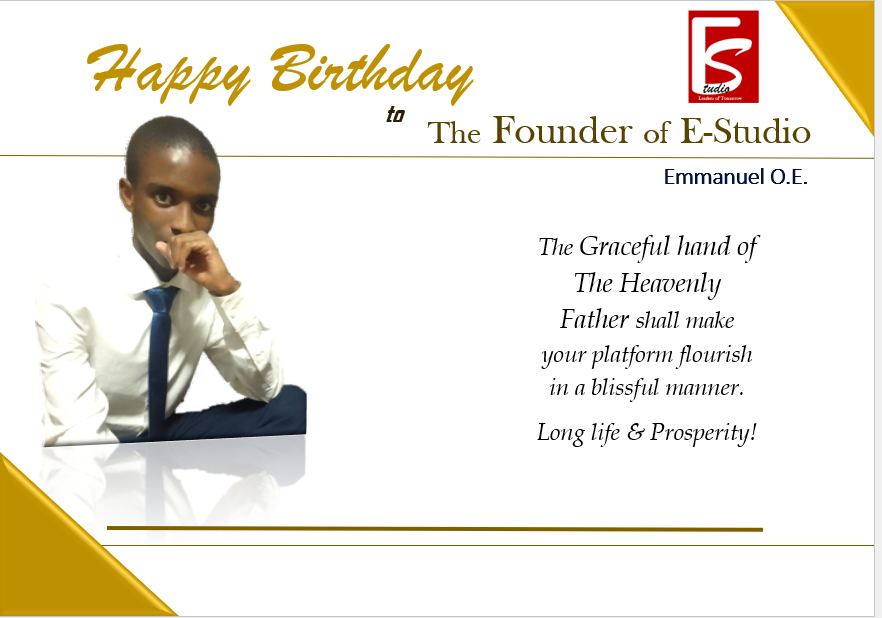 Happy Birthday
ES
tudio
Leaders of Tomorrow
to
The Founder of E-Studio
Emmanuel O.E.
The Graceful hand of
The Heavenly
Father shall make
your platform flourish
in a blissful manner.
Long life & Prosperity!